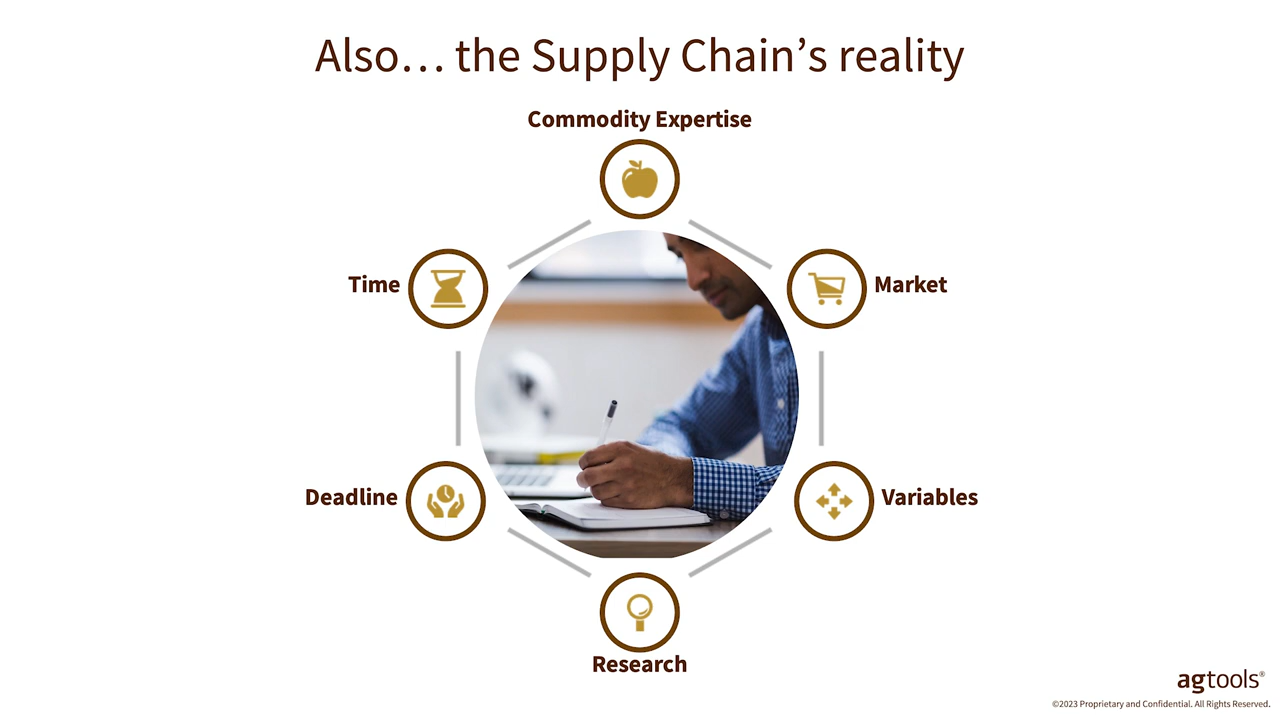 Also… the Supply Chain’s reality
Commodity Expertise
Time
Market
Deadline
Variables
Research
agtools®
©2023 Proprietary and Confidential. All Rights Reserved.